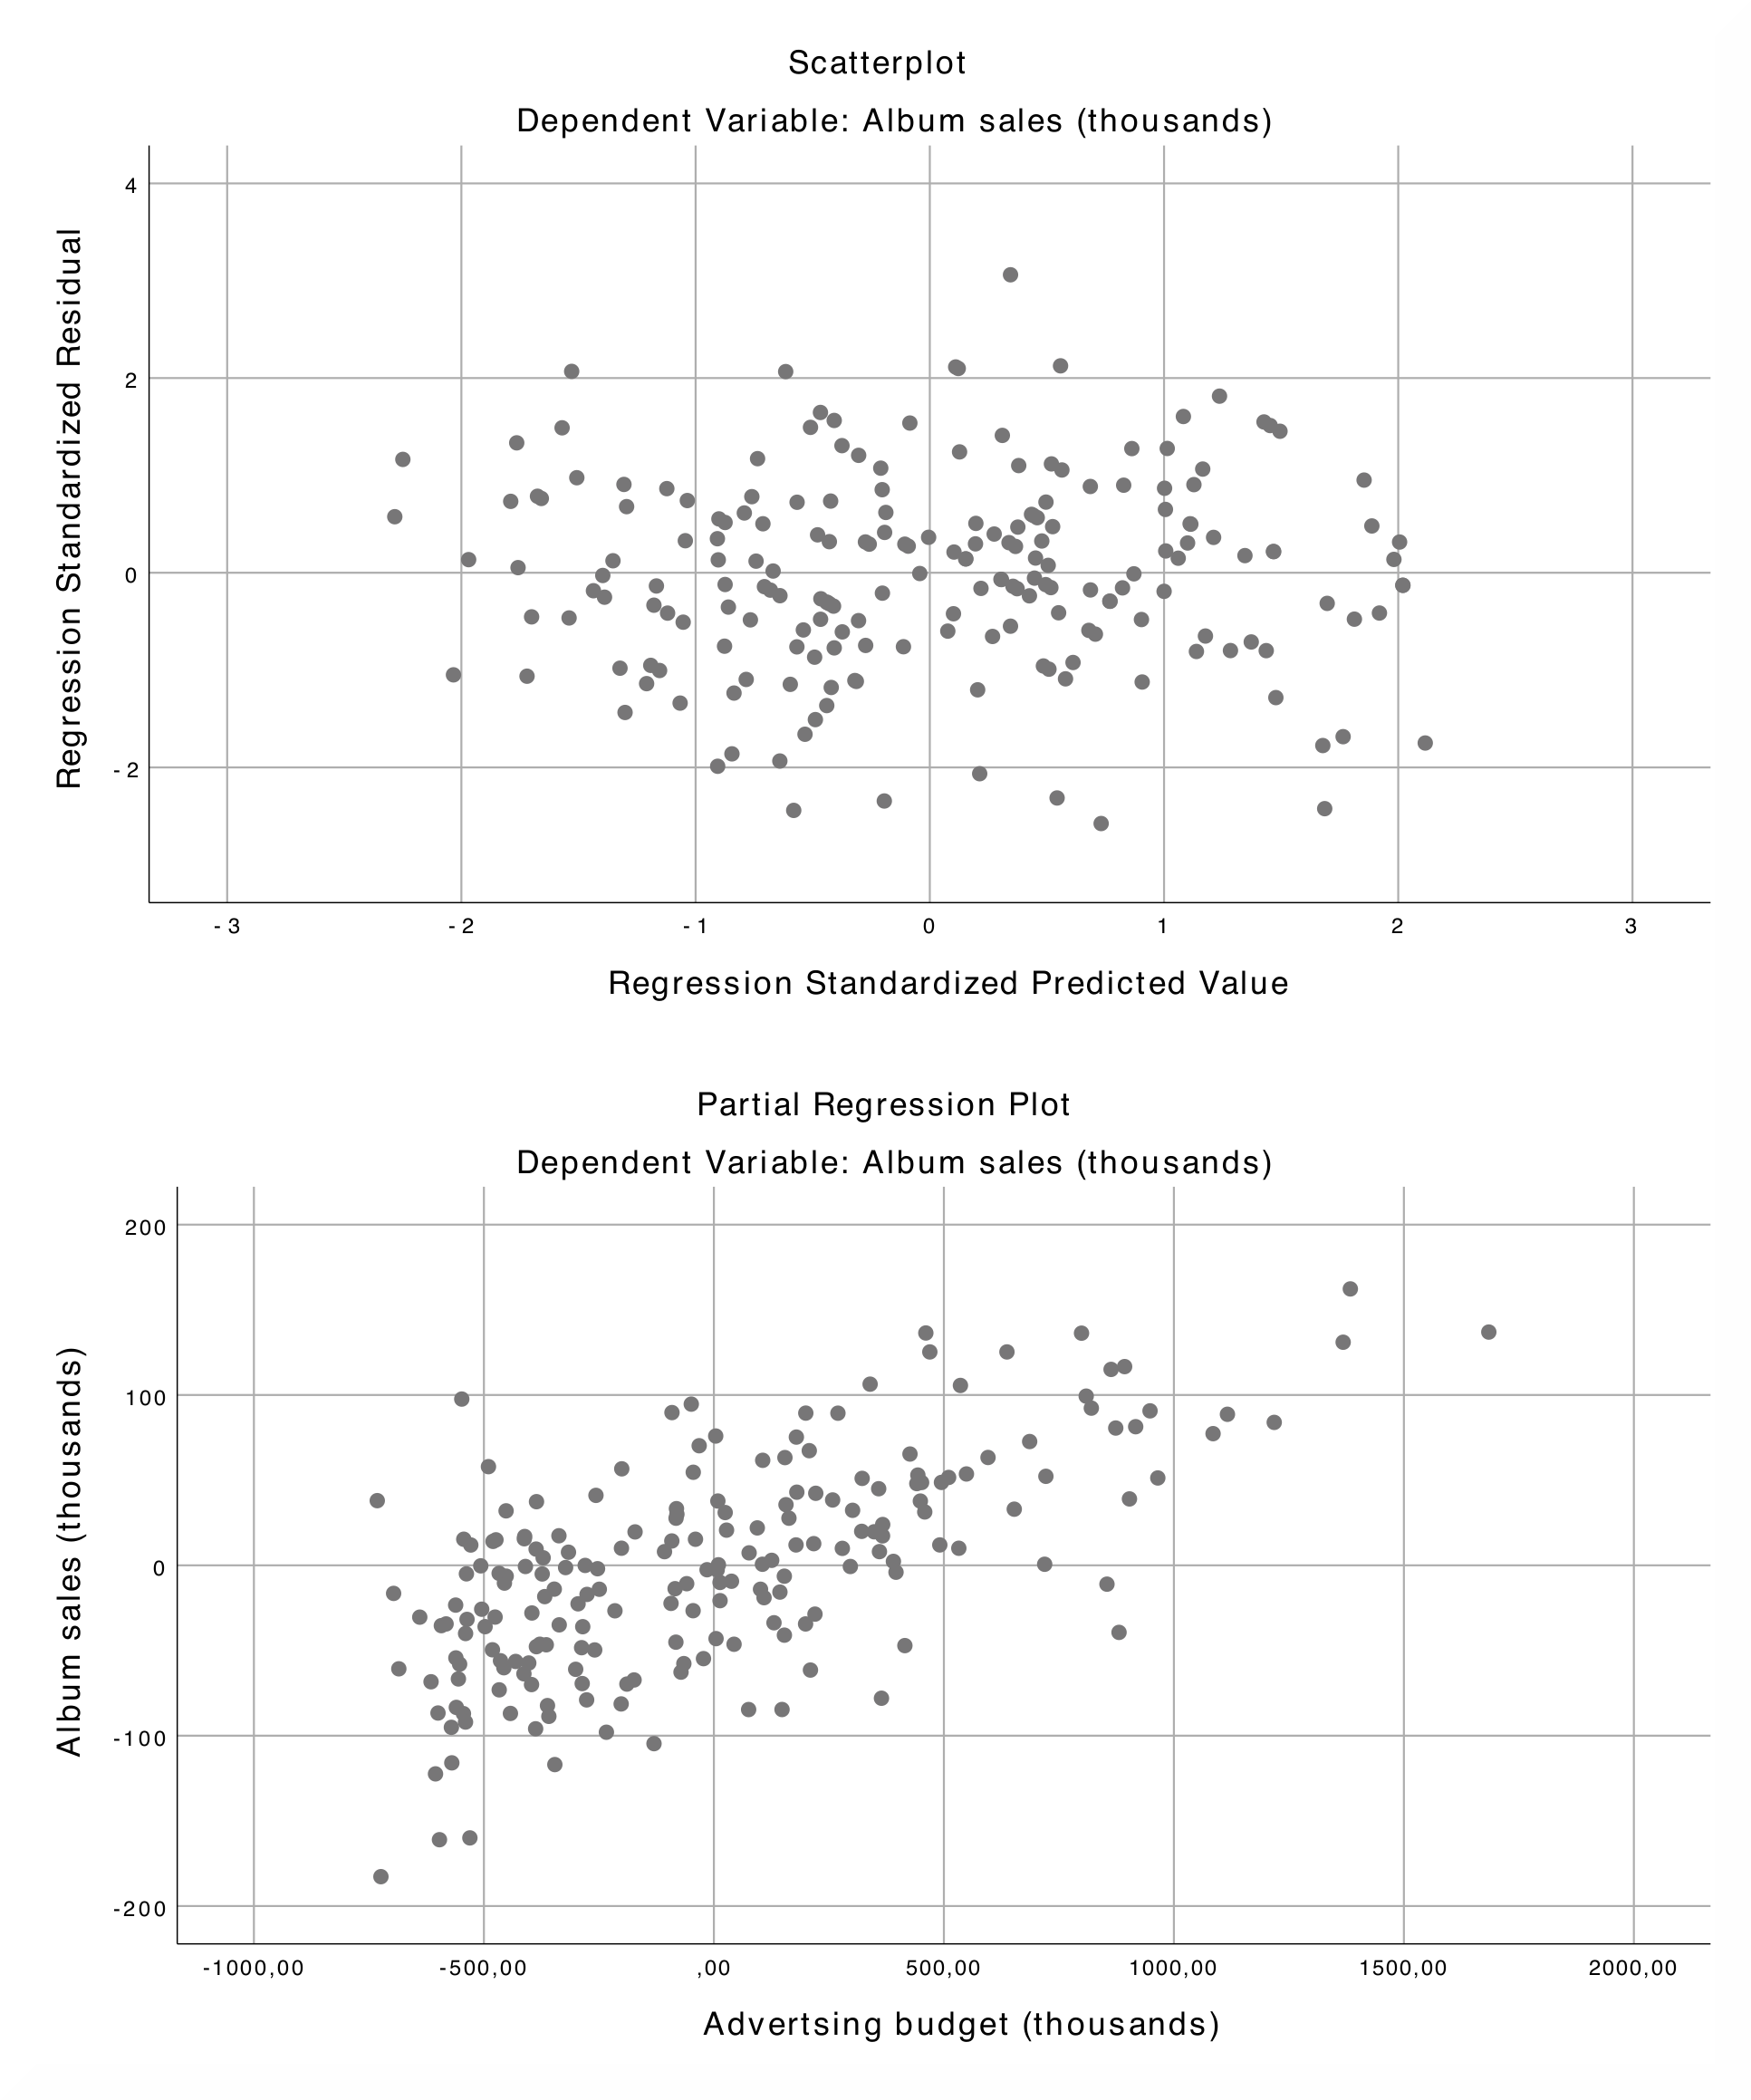 Scatterplot
Dependent Variable: Album sales (thousands)
4
2
0
- 2
Regression Standardized Residual
- 3
- 2
- 1
0
1
2
3
Regression Standardized Predicted Value
Partial Regression Plot
Dependent Variable: Album sales (thousands)
200
100
0
-100
-200
Album sales (thousands)
-1000,00
-500,00
,00
500,00
1000,00
1500,00
2000,00
Advertsing budget (thousands)